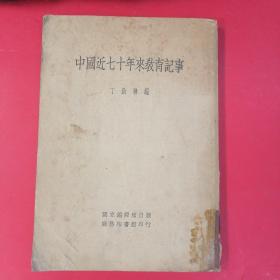 中國近七十年來教育記事
丁致聘編
國立編譯館出版
商務印書館印行